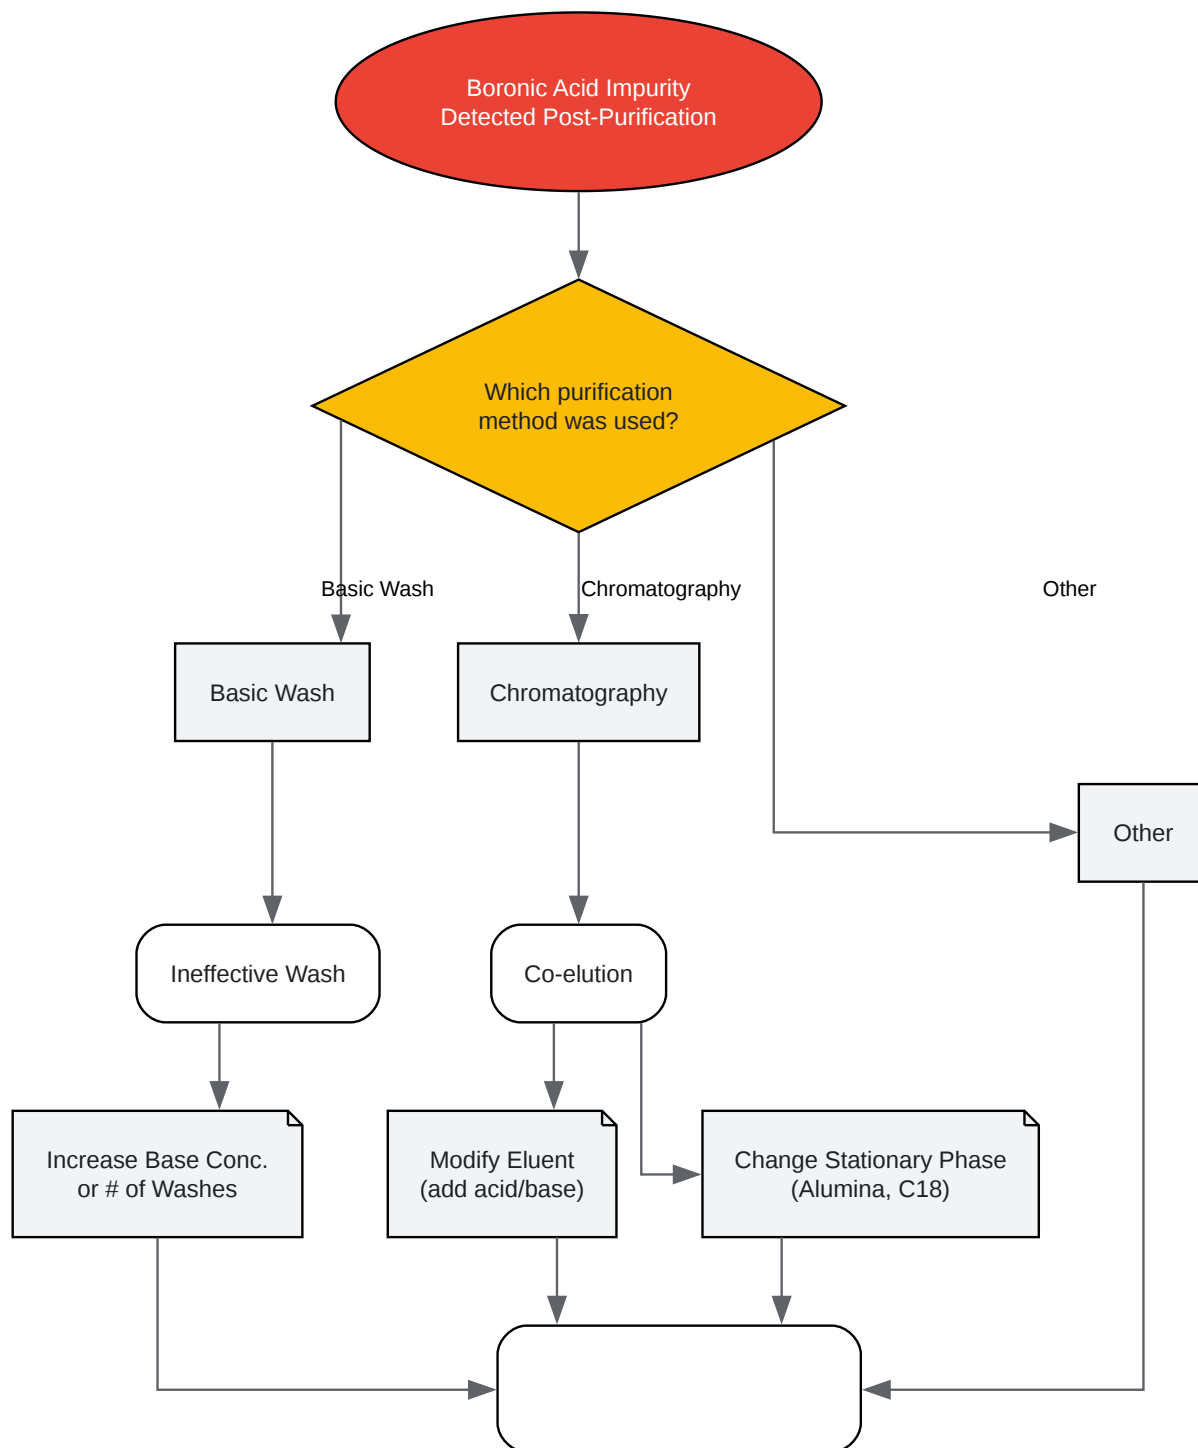 Boronic Acid Impurity
Detected Post-Purification
Which purification
method was used?
Basic Wash
Chromatography
Other
Basic Wash
Chromatography
Other
Ineffective Wash
Co-elution
Increase Base Conc.
or # of Washes
Modify Eluent
(add acid/base)
Change Stationary Phase
(Alumina, C18)